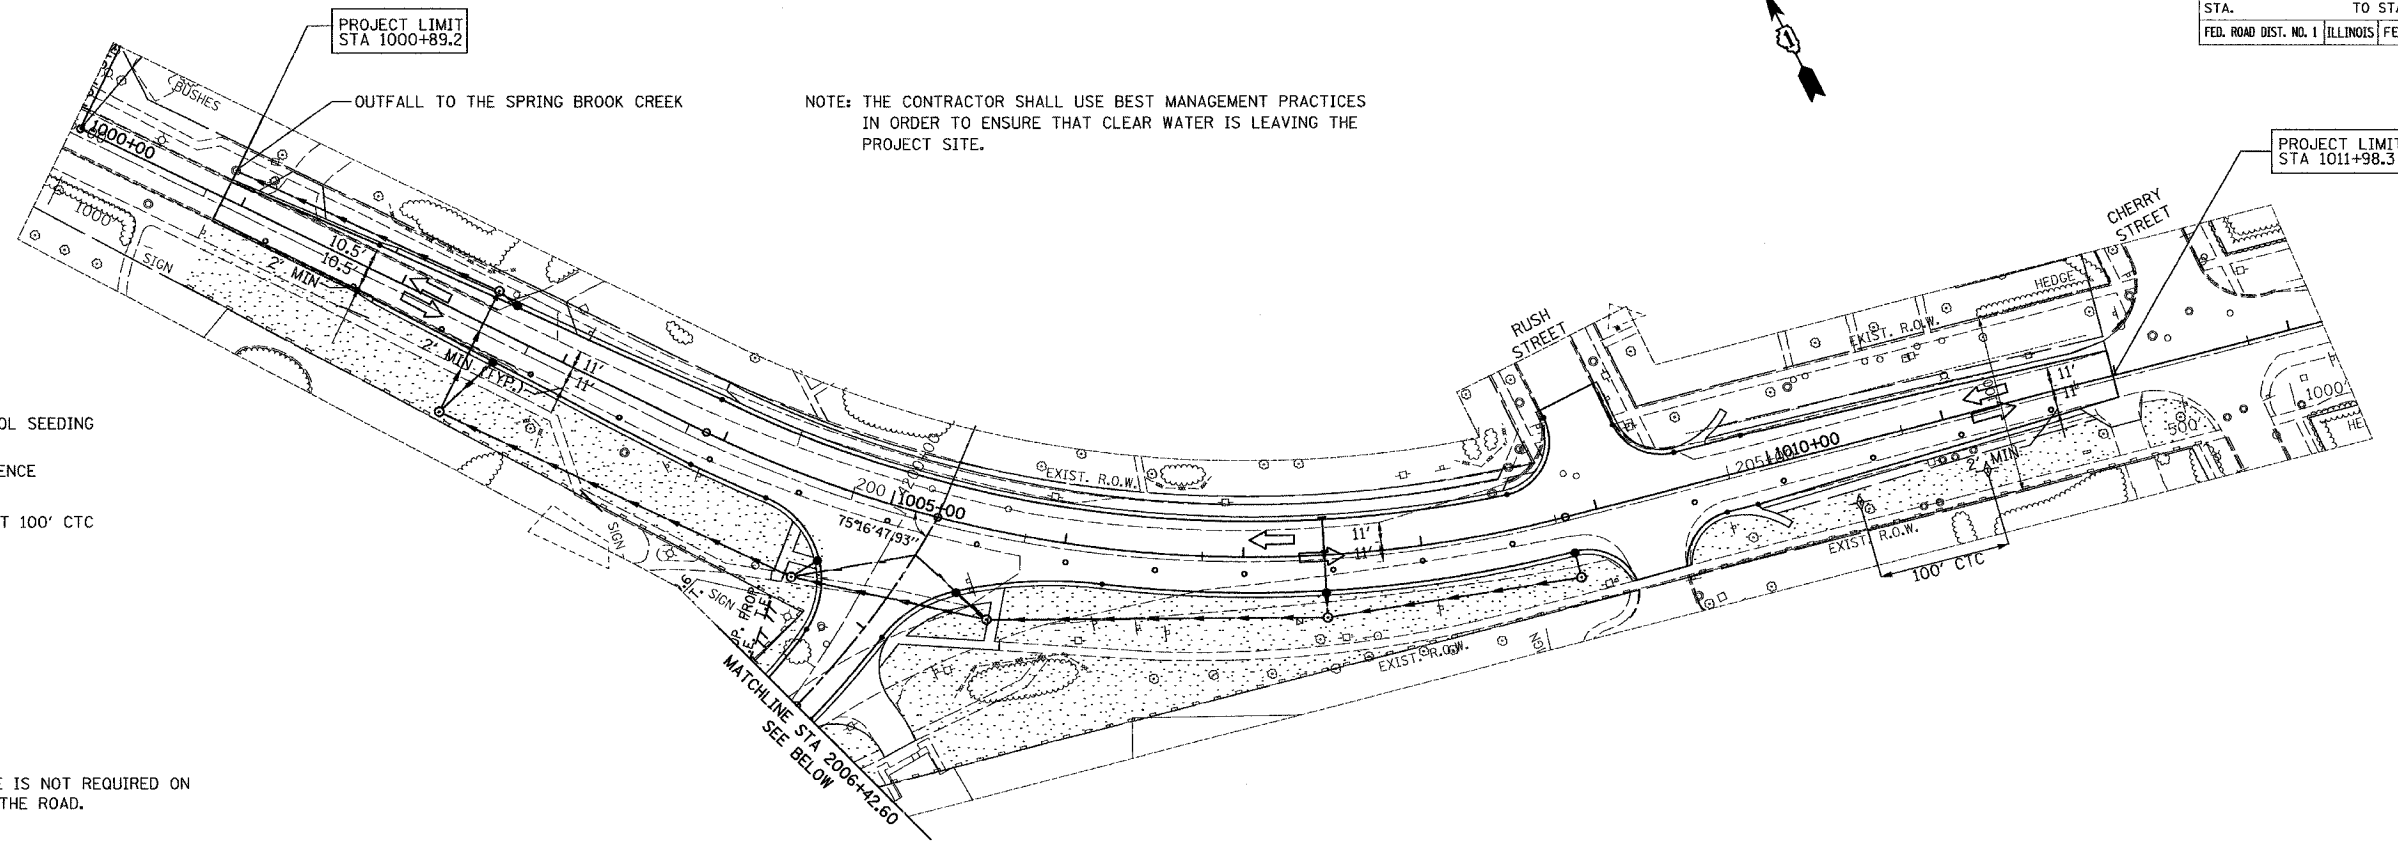 PROJECT LIMIT
STA 1000+89.2
OUTFALL TO THE SPRING BROOK CREEK
NOTE: THE CONTRACTOR SHALL USE BEST MANAGEMENT PRACTICES
IN ORDER TO ENSURE THAT CLEAR WATER IS LEAVING THE
PROJECT SITE.
STA. TO STA
FED. ROAD DIST. NO. 1 ILLINOIS FE
PROJECT LIMIT
STA 1011+98.3
BUSHES
1000+00
1000'
SIGN
10.5'
10.5'
2' MIN
2' MIN (TYP.)
11'
11'
CHERRY
STREET
RUSH
STREET
HEDGE
EXIST. R.O.W.
11'
11'
1000'
500'
HE
1010+00
205
2' MIN
EXIST. R.O.W.
200
1005+00
75°16'47.93"
11'
11'
EXIST. R.O.W.
100' CTC
SIGN
SIGN
EXIST. R.O.W.
MATCHLINE STA 2006+42.60
SEE BELOW
OL SEEDING
ENCE
T 100' CTC
E IS NOT REQUIRED ON
THE ROAD.